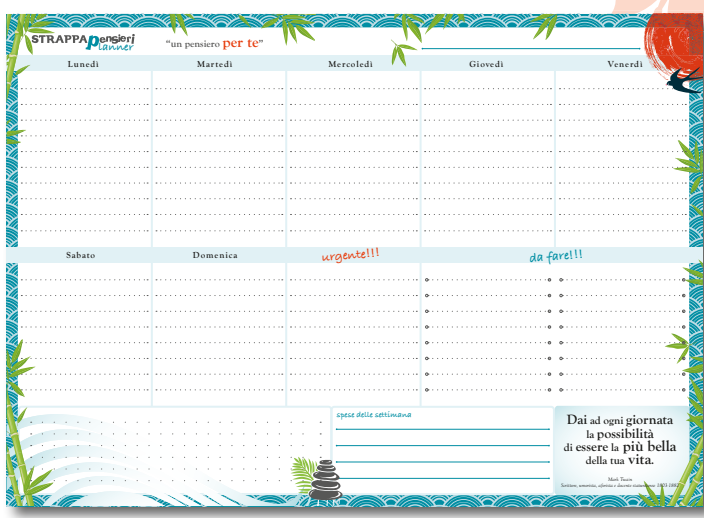 STRAPPApensieri
planner
"un pensiero per te"
Lunedì Martedì Mercoledì Giovedì Venerdì
Sabato Domenica urgente!!! da fare!!!
spese delle settimana
Dai ad ogni giornata
la possibilità
di essere la più bella
della tua vita.
Mark Twain